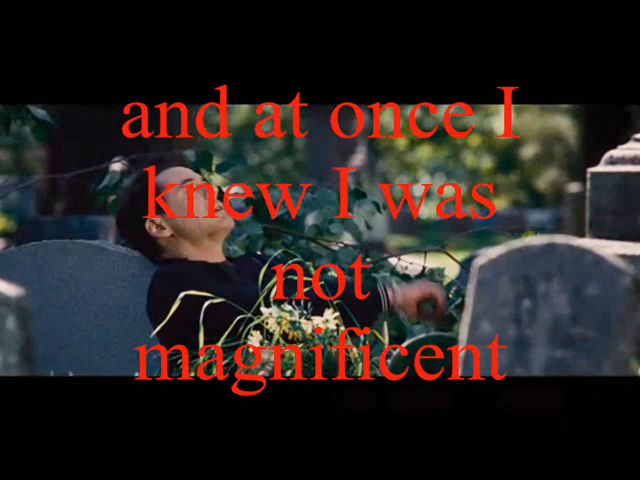 and at once I
knew I was
not
magnificent